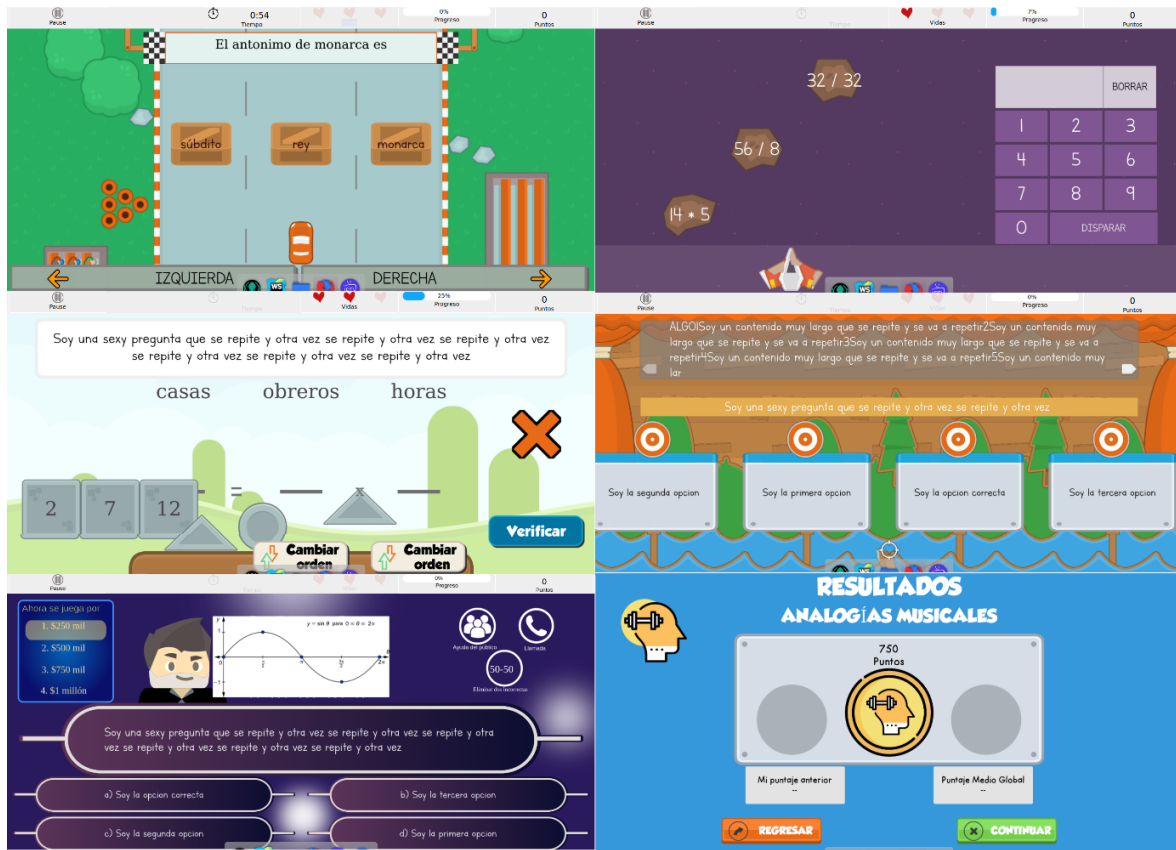 Pause
0:54
Tiempo
0%
Progreso
0
Puntos
El antonimo de monarca es
súbdito
rey
monarca
IZQUIERDA
DERECHA
WS
Pause
Tiempo
Vidas
7%
Progreso
0
Puntos
32 / 32
56 / 8
14 * 5
BORRAR
1 2 3
4 5 6
7 8 9
0 DISPARAR
Pause
Tiempo
Vidas
25%
Progreso
0
Puntos
Soy una sexy pregunta que se repite y otra vez se repite y otra vez se repite y otra vez
se repite y otra vez se repite y otra vez se repite y otra vez
casas obreros horas
2 7 12 = x
Verificar
Cambiar
orden
Cambiar
orden
Pause
0%
Progreso
0
Puntos
ALGO1Soy un contenido muy largo que se repite y se va a repetir2Soy un contenido muy
largo que se repite y se va a repetir3Soy un contenido muy largo que se repite y se va a
repetir4Soy un contenido muy largo que se repite y se va a repetir5Soy un contenido muy
lar
Soy una sexy pregunta que se repite y otra vez se repite y otra vez
Soy la segunda opcion
Soy la primera opcion
Soy la opcion correcta
Soy la tercera opcion
Pause
0%
Progreso
0
Puntos
Ahora se juega por
1. $250 mil
2. $500 mil
3. $750 mil
4. $1 millón
y = sin θ para 0 ≤ θ ≤ 2π
Ayuda del público
Llamada
50-50
Eliminar dos incorrectas
Soy una sexy pregunta que se repite y otra vez se repite y otra vez se repite y otra
vez se repite y otra vez se repite y otra vez se repite y otra vez
a) Soy la opcion correcta
b) Soy la tercera opcion
c) Soy la segunda opcion
d) Soy la primera opcion
RESULTADOS
ANALOGÍAS MUSICALES
750
Puntos
Mi puntaje anterior
--
Puntaje Medio Global
--
REGRESAR
CONTINUAR